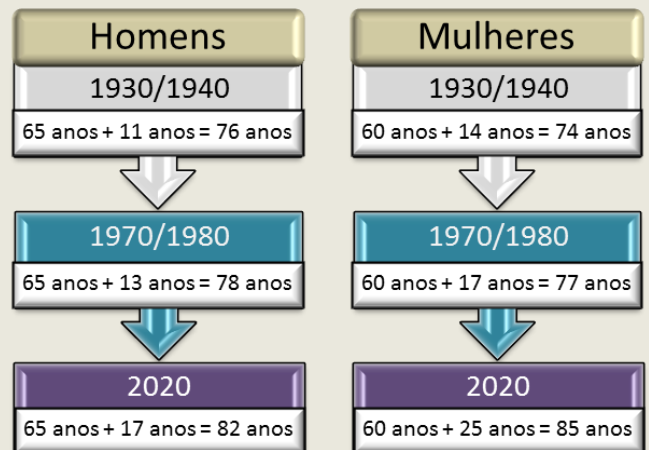 Homens
1930/1940
65 anos + 11 anos = 76 anos
1970/1980
65 anos + 13 anos = 78 anos
2020
65 anos + 17 anos = 82 anos
Mulheres
1930/1940
60 anos + 14 anos = 74 anos
1970/1980
60 anos + 17 anos = 77 anos
2020
60 anos + 25 anos = 85 anos